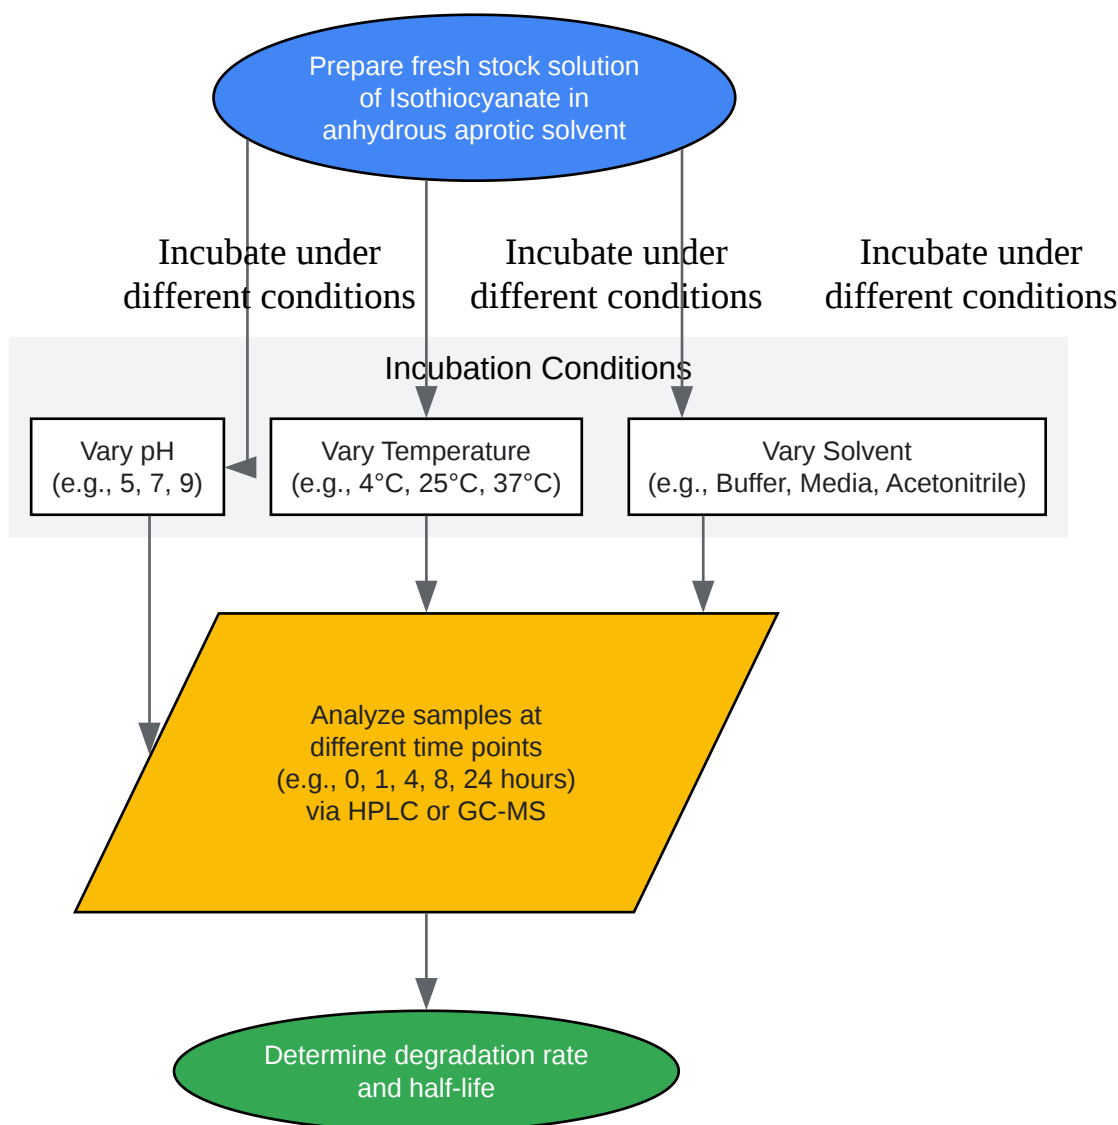 Prepare fresh stock solution
of Isothiocyanate in
anhydrous aprotic solvent
Incubate under
different conditions
Incubate under
different conditions
Incubate under
different conditions
Incubation Conditions
Vary pH
(e.g., 5, 7, 9)
Vary Temperature
(e.g., 4°C, 25°C, 37°C)
Vary Solvent
(e.g., Buffer, Media, Acetonitrile)
Analyze samples at
different time points
(e.g., 0, 1, 4, 8, 24 hours)
via HPLC or GC-MS
Determine degradation rate
and half-life